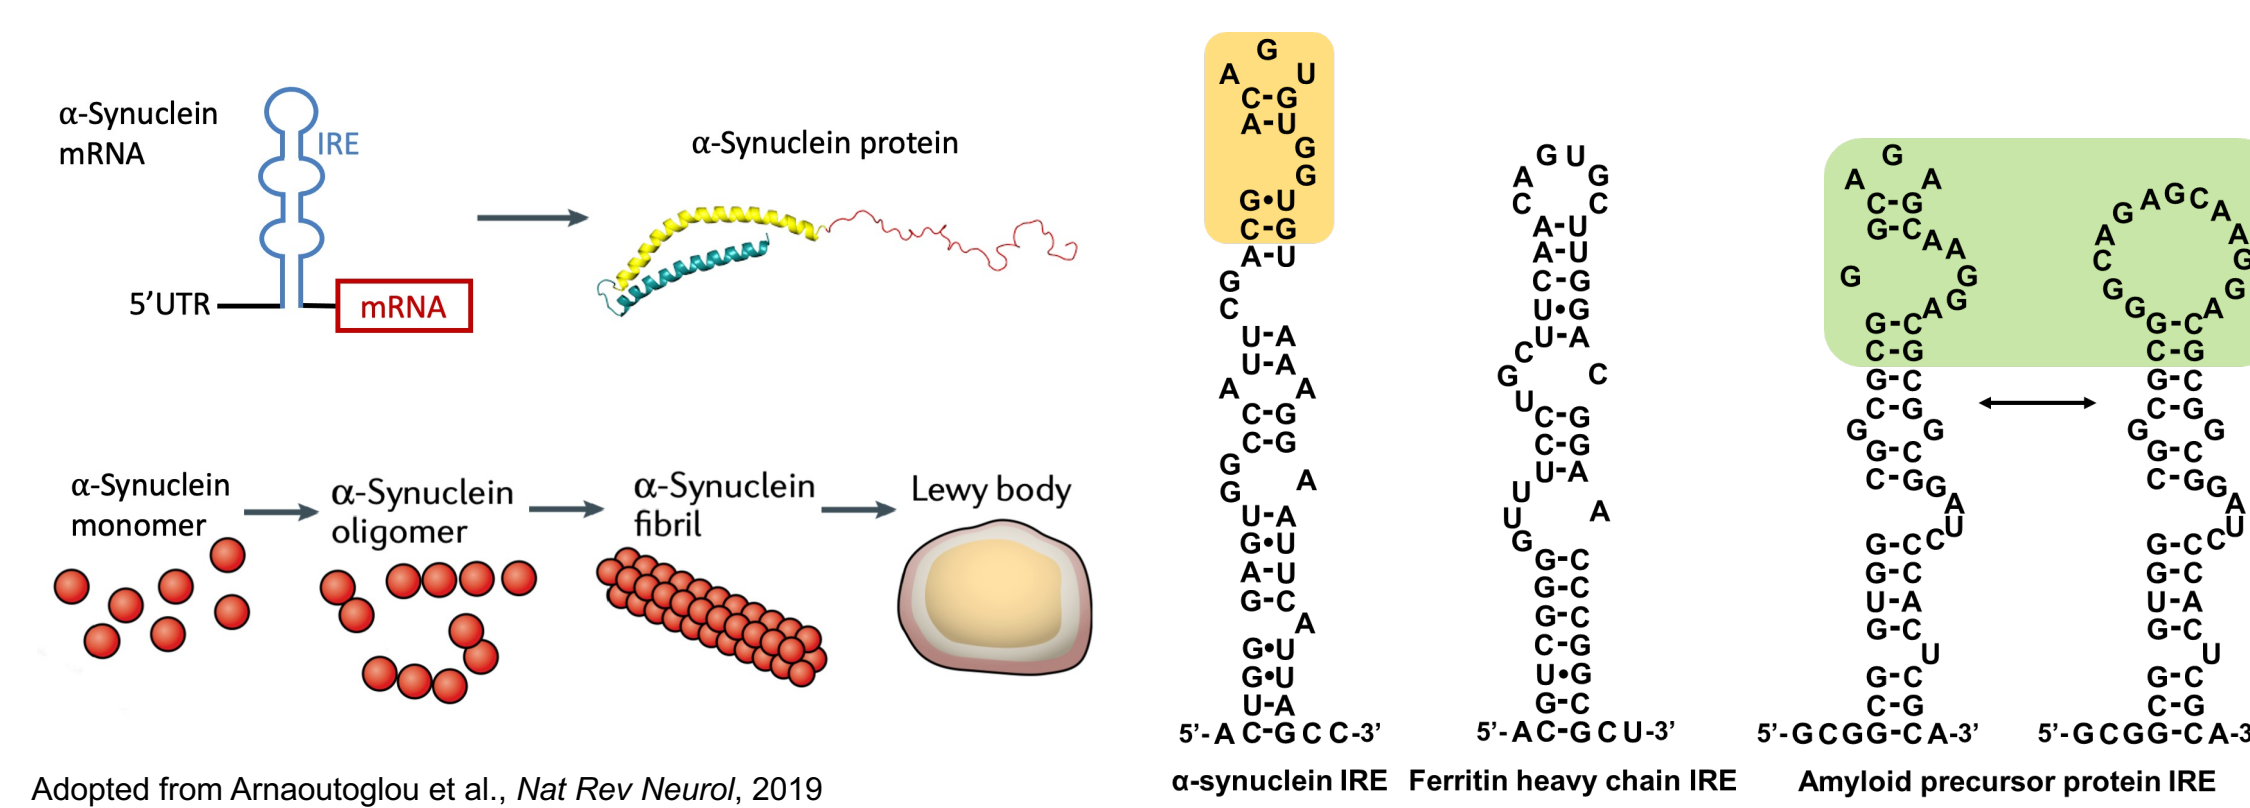 α-Synuclein
mRNA
IRE
5'UTR
mRNA
α-Synuclein protein
α-Synuclein
monomer
α-Synuclein
oligomer
α-Synuclein
fibril
Lewy body
Adopted from Arnaoutoglou et al., Nat Rev Neurol, 2019
G
A U
C-G
A-U
G
G
G•U
C-G
A-U
G
C
U-A
U-A
A A
C-G
C-G
G
A
G
U-A
G•U
A-U
G-C
A
G•U
G•U
U-A
5'-A C-G C C-3'
α-synuclein IRE
G U
A G
C C
A-U
A-U
C-G
U•G
U-A
C
G C
U
C-G
C-G
U-A
U
U A
G
G-C
G-C
G-C
C-G
U•G
G-C
5'-A C-G C U-3'
Ferritin heavy chain IRE
G
A A
C-G
G-C A A
G G
G
G-C A
C-G
G-C
C-G
G G
G-C
C-G G A
U
G-C C
G-C
U-A
G-C
U
G-C
C-G
5'-G C G G-C A-3'
A G C
G A
A A
C G
G G
G G-C A
C-G
G-C
C-G
G G
G-C
C-G G A
U
G-C C
G-C
U-A
G-C
U
G-C
C-G
5'-G C G G-C A-3
Amyloid precursor protein IRE